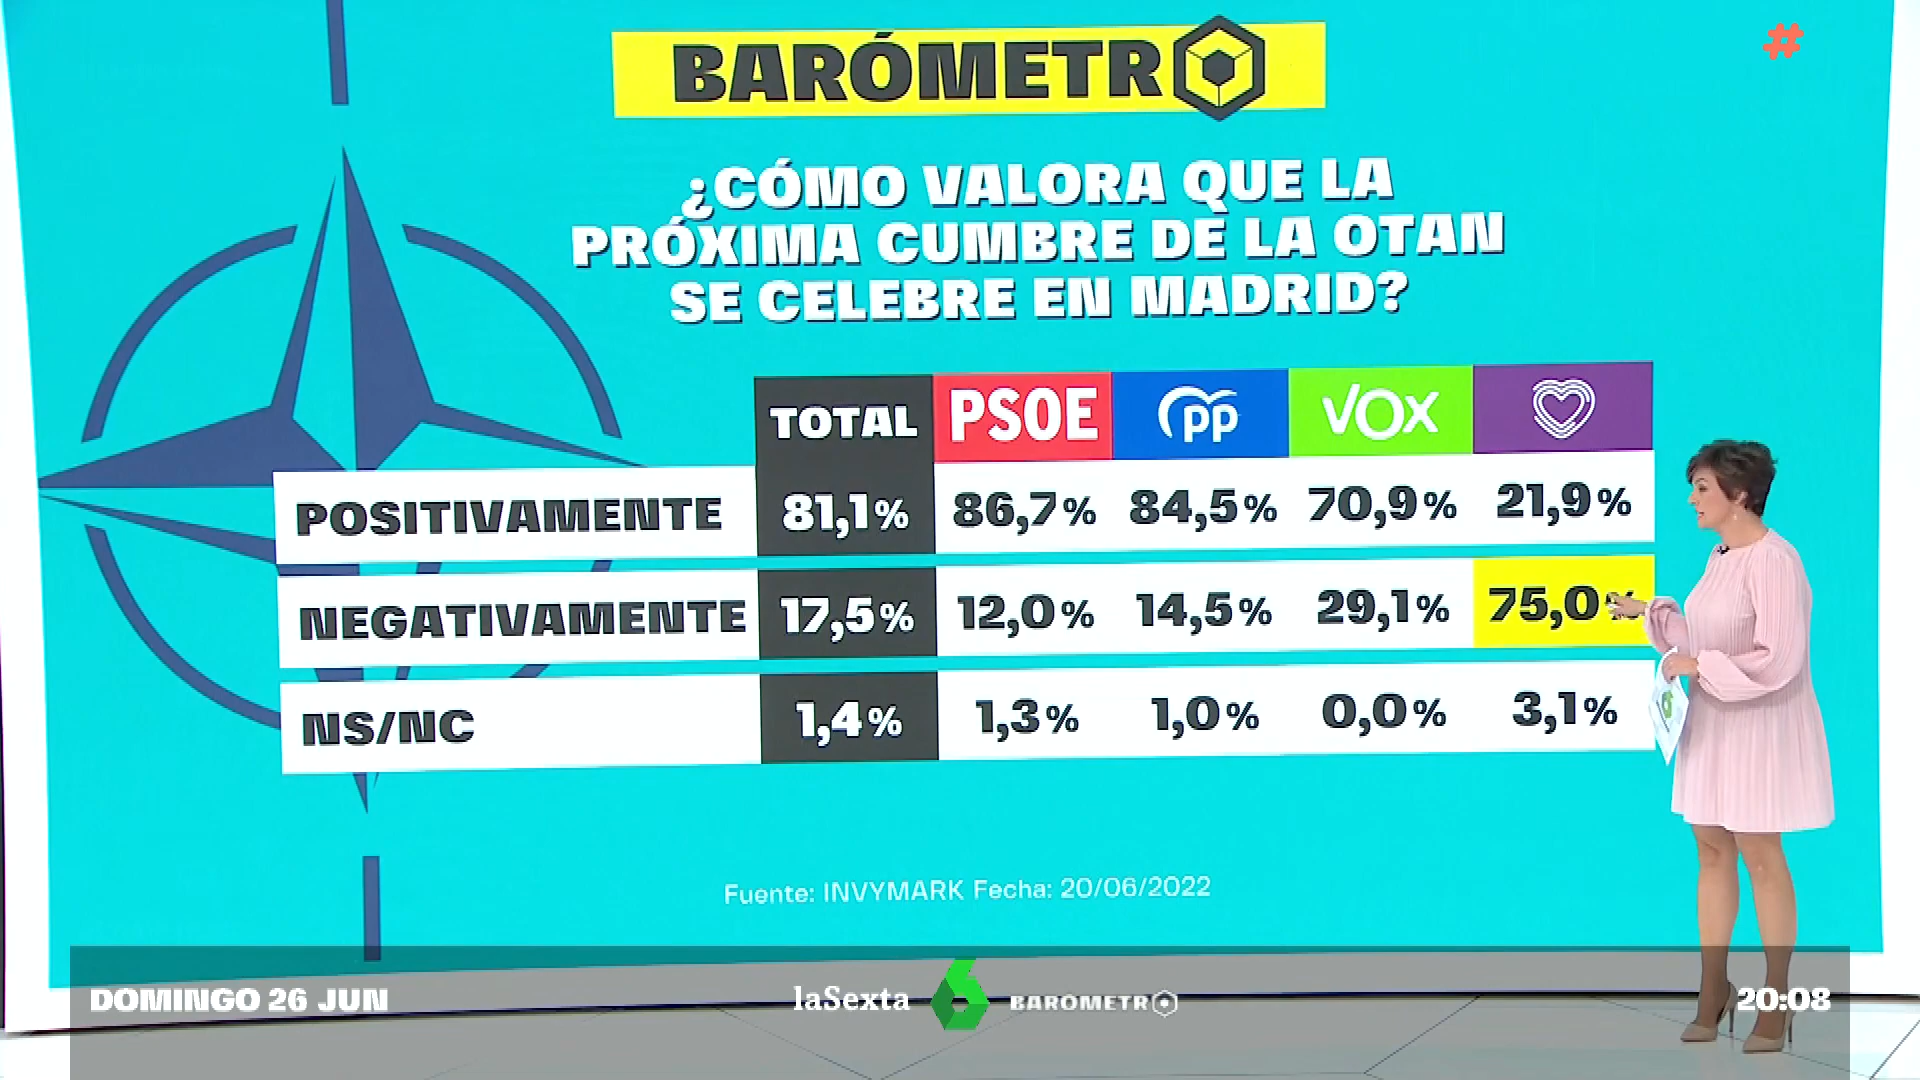 #
BARÓMETRO
¿CÓMO VALORA QUE LA
PRÓXIMA CUMBRE DE LA OTAN
SE CELEBRE EN MADRID?
TOTAL PSOE PP VOX
POSITIVAMENTE 81,1% 86,7% 84,5% 70,9% 21,9%
NEGATIVAMENTE 17,5% 12,0% 14,5% 29,1% 75,0%
NS/NC 1,4% 1,3% 1,0% 0,0% 3,1%
Fuente: INVYMARK Fecha: 20/06/2022
DOMINGO 26 JUN laSexta 6 BARÓMETRO 20:08